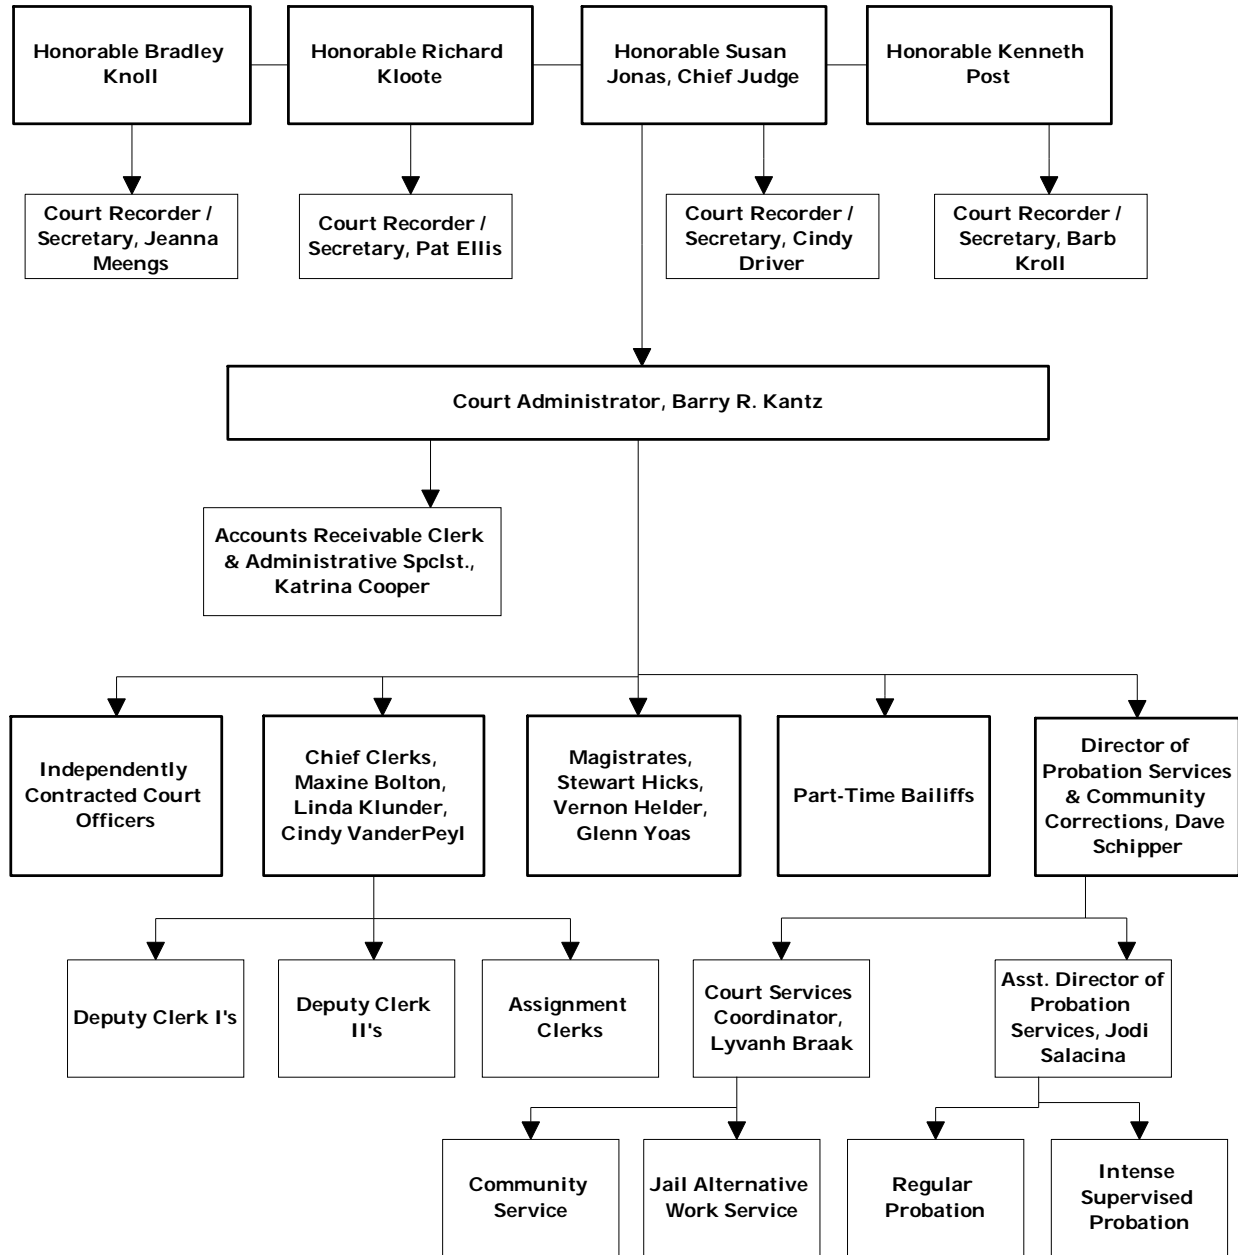 Honorable Bradley
Knoll
Honorable Richard
Kloote
Honorable Susan
Jonas, Chief Judge
Honorable Kenneth
Post
Court Recorder /
Secretary, Jeanna
Meengs
Court Recorder /
Secretary, Pat Ellis
Court Recorder /
Secretary, Cindy
Driver
Court Recorder /
Secretary, Barb
Kroll
Court Administrator, Barry R. Kantz
Accounts Receivable Clerk
& Administrative Spclst.,
Katrina Cooper
Independently
Contracted Court
Officers
Chief Clerks,
Maxine Bolton,
Linda Klunder,
Cindy VanderPeyl
Magistrates,
Stewart Hicks,
Vernon Helder,
Glenn Yoas
Part-Time Bailiffs
Director of
Probation Services
& Community
Corrections, Dave
Schipper
Deputy Clerk I's
Deputy Clerk
II's
Assignment
Clerks
Court Services
Coordinator,
Lyvanh Braak
Asst. Director of
Probation
Services, Jodi
Salacina
Community
Service
Jail Alternative
Work Service
Regular
Probation
Intense
Supervised
Probation